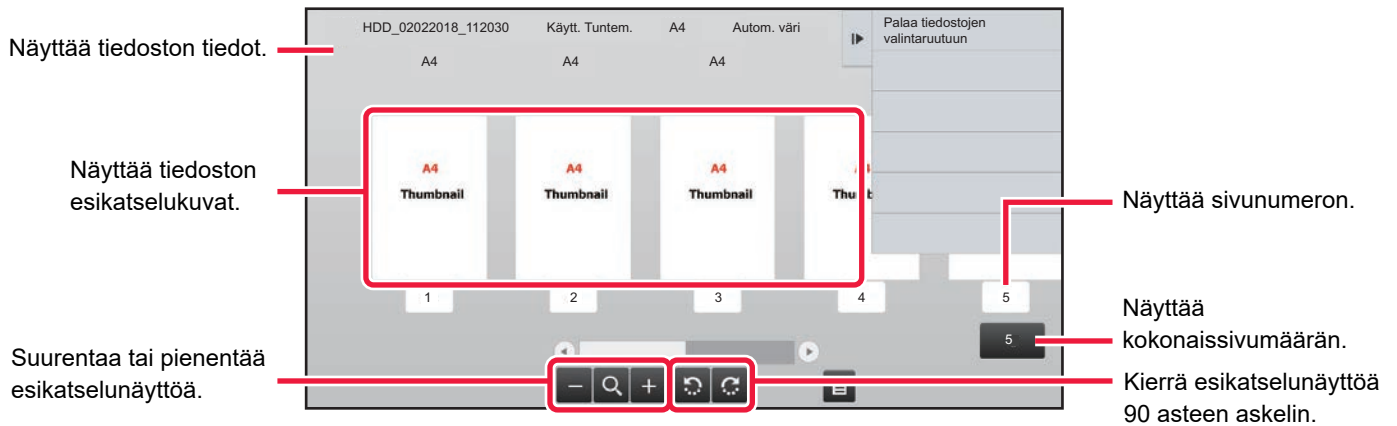 Näyttää tiedoston tiedot.
HDD_02022018_112030 Käytt. Tuntem. A4 Autom. väri
Palaa tiedostojen
valintaruutuun
A4 A4 A4
Näyttää tiedoston
esikatselukuvat.
A4 A4 A4
Thumbnail Thumbnail Thumbnail
Näyttää sivunumeron.
1 2 3 4 5
Näyttää
kokonaissivumäärän.
5
Suurentaa tai pienentää
esikatselunäyttöä.
Kierrä esikatselunäyttöä
90 asteen askelin.